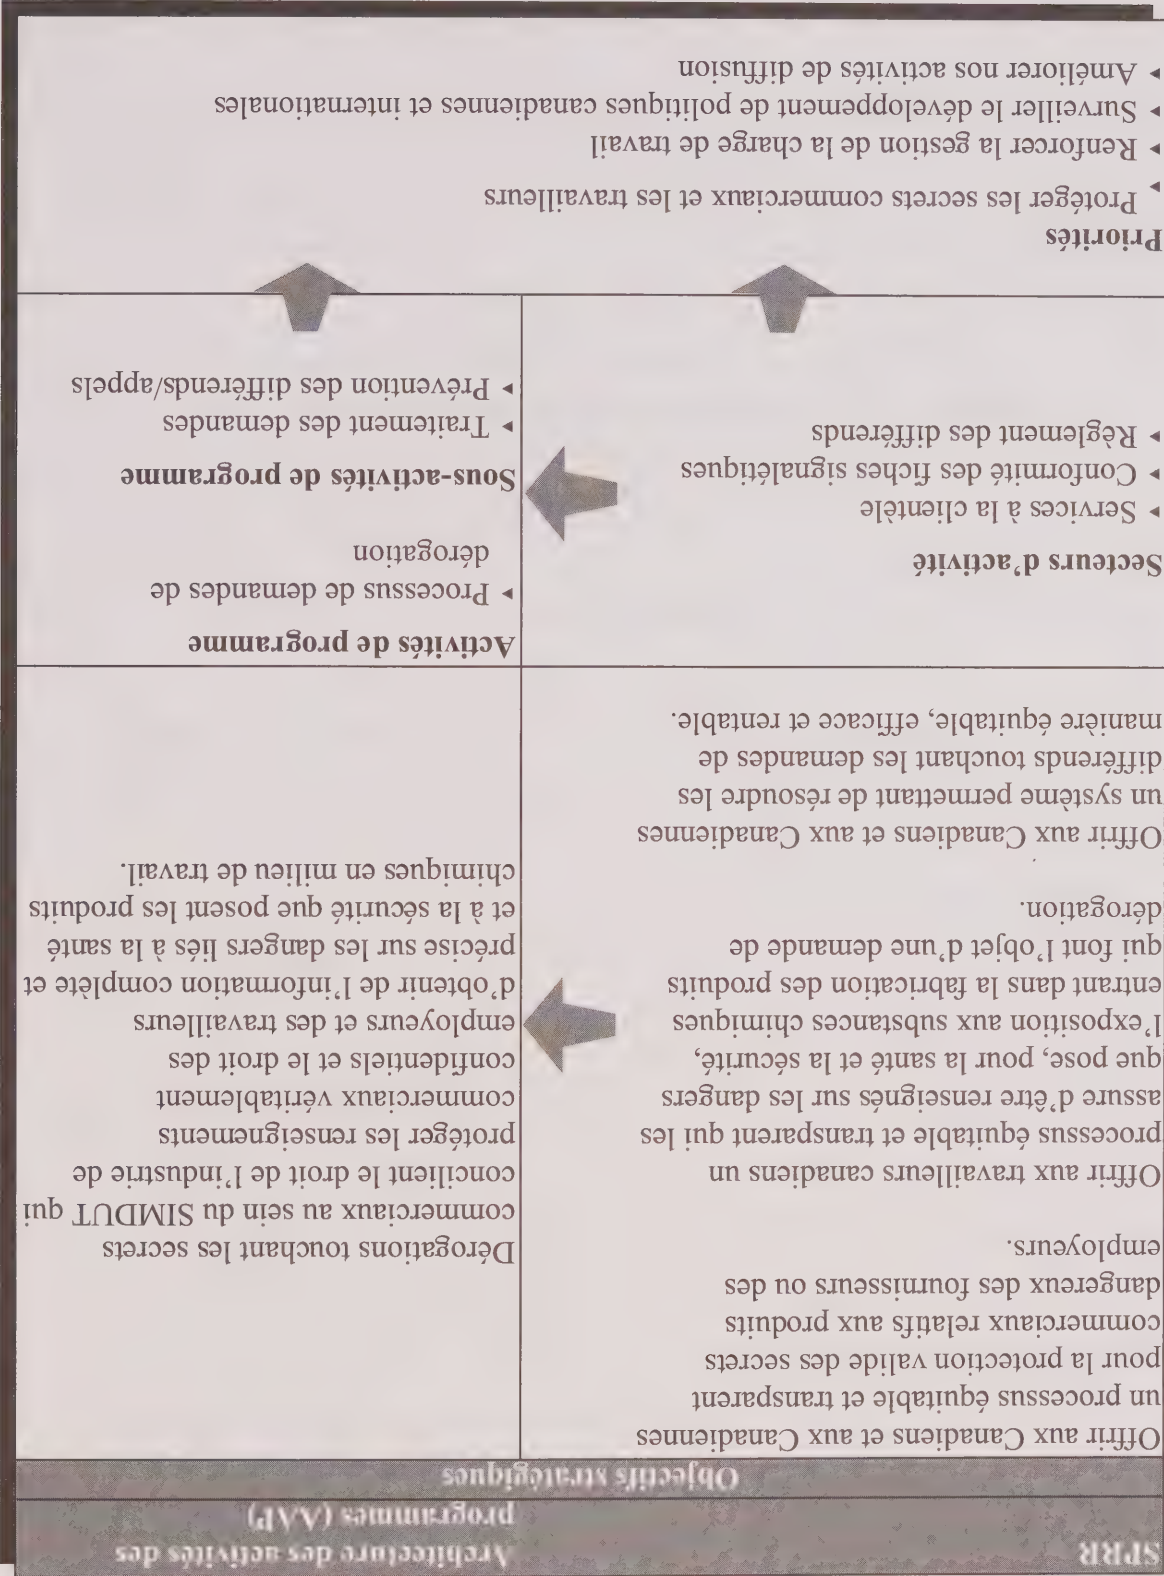 SPRR
Architecture des activités des
programmes (AAP)
Objectifs stratégiques
Offrir aux Canadiens et aux Canadiennes
un processus équitable et transparent
pour la protection valide des secrets
commerciaux relatifs aux produits
dangereux des fournisseurs ou des
employeurs.
Offrir aux travailleurs canadiens un
processus équitable et transparent qui les
assure d'être renseignés sur les dangers
que pose, pour la santé et la sécurité,
l'exposition aux substances chimiques
entrant dans la fabrication des produits
qui font l'objet d'une demande de
dérogation.
Offrir aux Canadiens et aux Canadiennes
un système permettant de résoudre les
différends touchant les demandes de
manière équitable, efficace et rentable.
Dérogations touchant les secrets
commerciaux au sein du SIMDUT qui
concilient le droit de l'industrie de
protéger les renseignements
commerciaux véritablement
confidentiels et le droit des
employeurs et des travailleurs
d'obtenir de l'information complète et
précise sur les dangers liés à la santé
et à la sécurité que posent les produits
chimiques en milieu de travail.
Secteurs d'activité
▸ Services à la clientèle
▸ Conformité des fiches signalétiques
▸ Règlement des différends
Activités de programme
▸ Processus de demandes de
dérogation
Sous-activités de programme
▸ Traitement des demandes
▸ Prévention des différends/appels
Priorités
▸ Protéger les secrets commerciaux et les travailleurs
▸ Renforcer la gestion de la charge de travail
▸ Surveiller le développement de politiques canadiennes et internationales
▸ Améliorer nos activités de diffusion